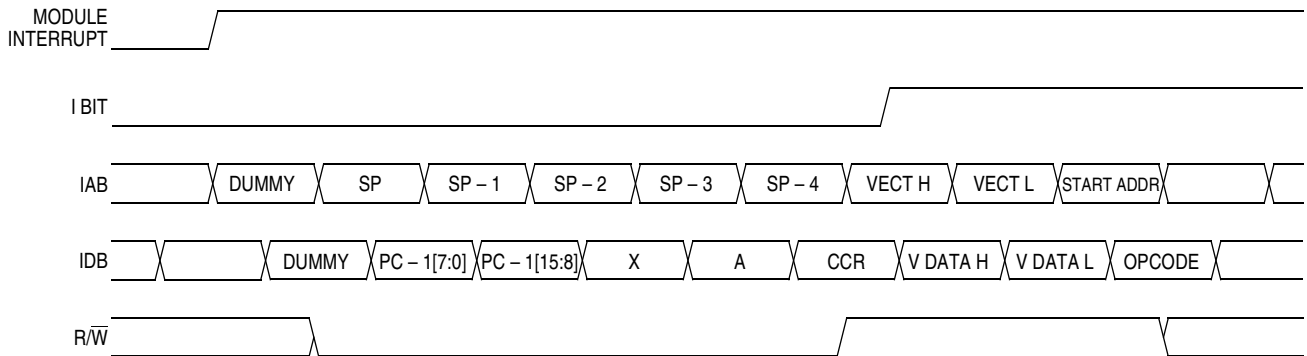 MODULE
INTERRUPT
I BIT
IAB DUMMY SP SP – 1 SP – 2 SP – 3 SP – 4 VECT H VECT L START ADDR
IDB DUMMY PC – 1[7:0] PC – 1[15:8] X A CCR V DATA H V DATA L OPCODE
R/W̅